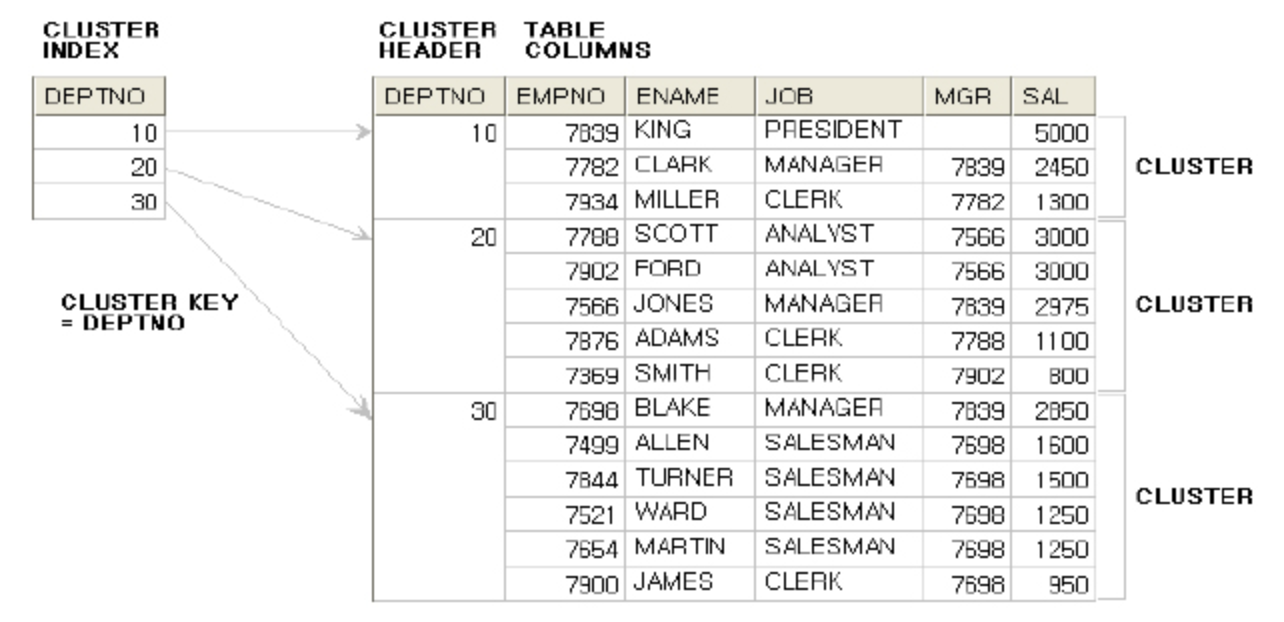 CLUSTER INDEX
CLUSTER HEADER
TABLE COLUMNS
DEPTNO
DEPTNO EMPNO ENAME JOB MGR SAL
10
20
30
10 7839 KING PRESIDENT 5000
7782 CLARK MANAGER 7839 2450
7934 MILLER CLERK 7782 1300
CLUSTER
20 7788 SCOTT ANALYST 7566 3000
7902 FORD ANALYST 7566 3000
7566 JONES MANAGER 7839 2975
7876 ADAMS CLERK 7788 1100
7369 SMITH CLERK 7902 800
CLUSTER
CLUSTER KEY
= DEPTNO
30 7698 BLAKE MANAGER 7839 2850
7499 ALLEN SALESMAN 7698 1600
7844 TURNER SALESMAN 7698 1500
7521 WARD SALESMAN 7698 1250
7654 MARTIN SALESMAN 7698 1250
7900 JAMES CLERK 7698 950
CLUSTER